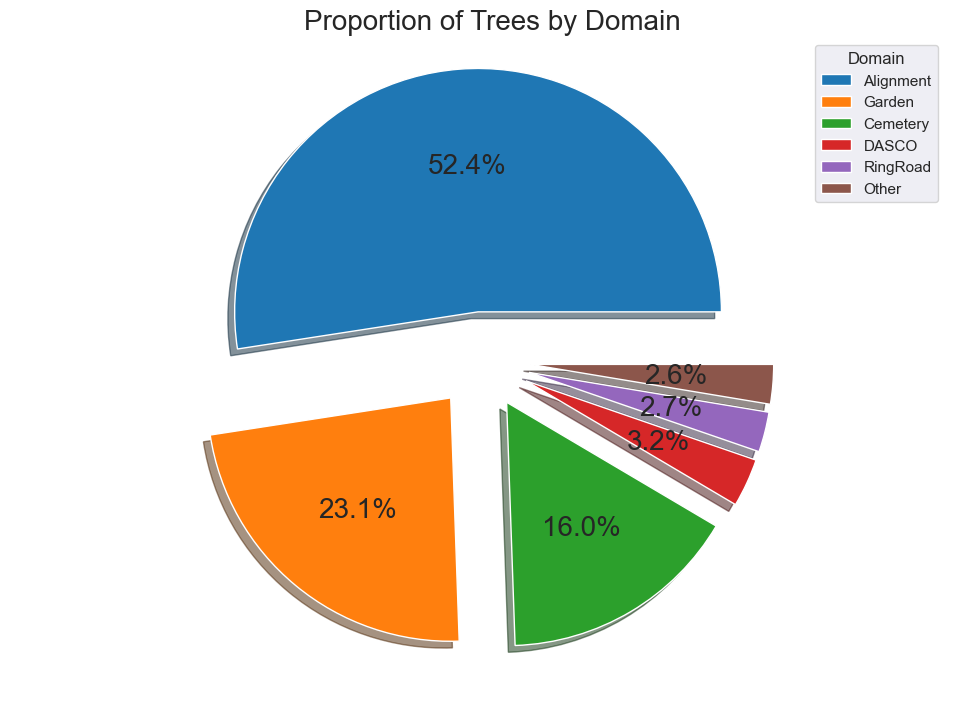 Proportion of Trees by Domain
Domain
Alignment
Garden
Cemetery
DASCO
RingRoad
Other
52.4%
2.6%
2.7%
3.2%
23.1%
16.0%